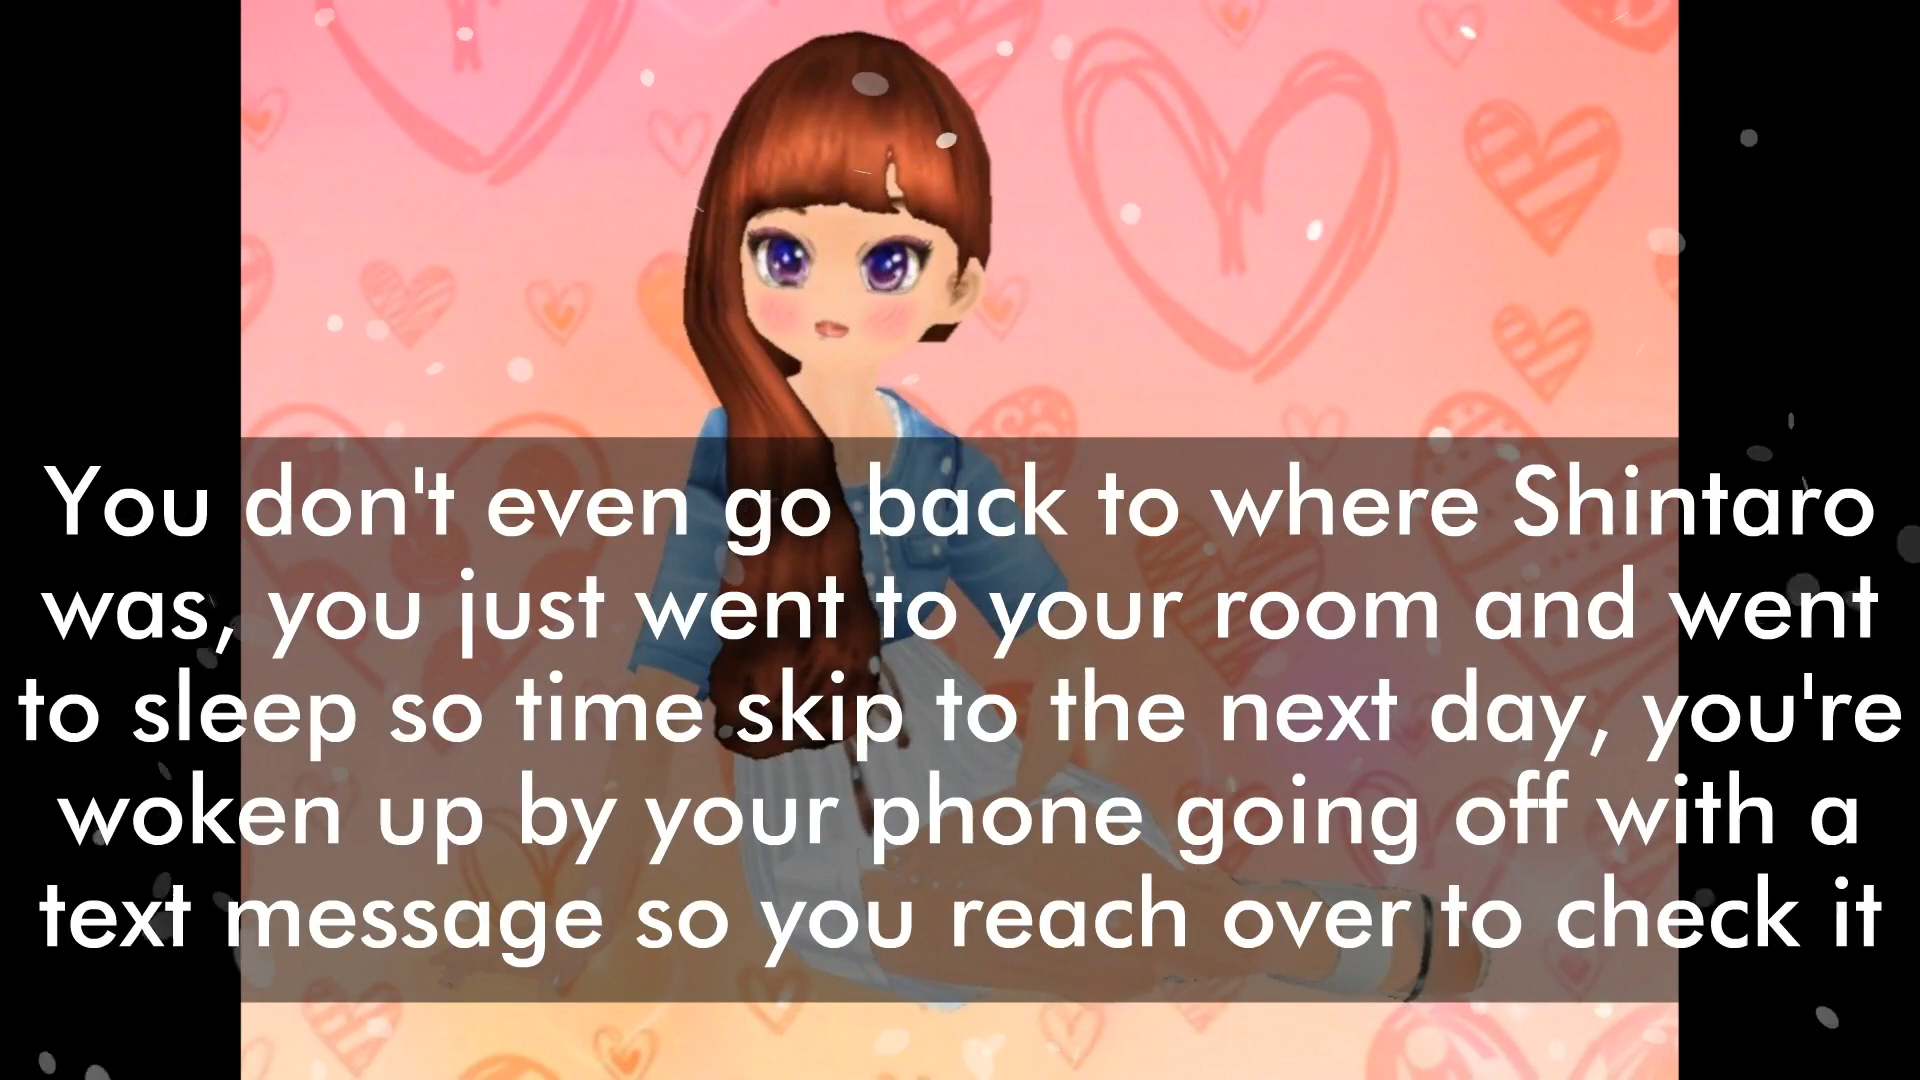 You don't even go back to where Shintaro
was, you just went to your room and went
to sleep so time skip to the next day, you're
woken up by your phone going off with a
text message so you reach over to check it